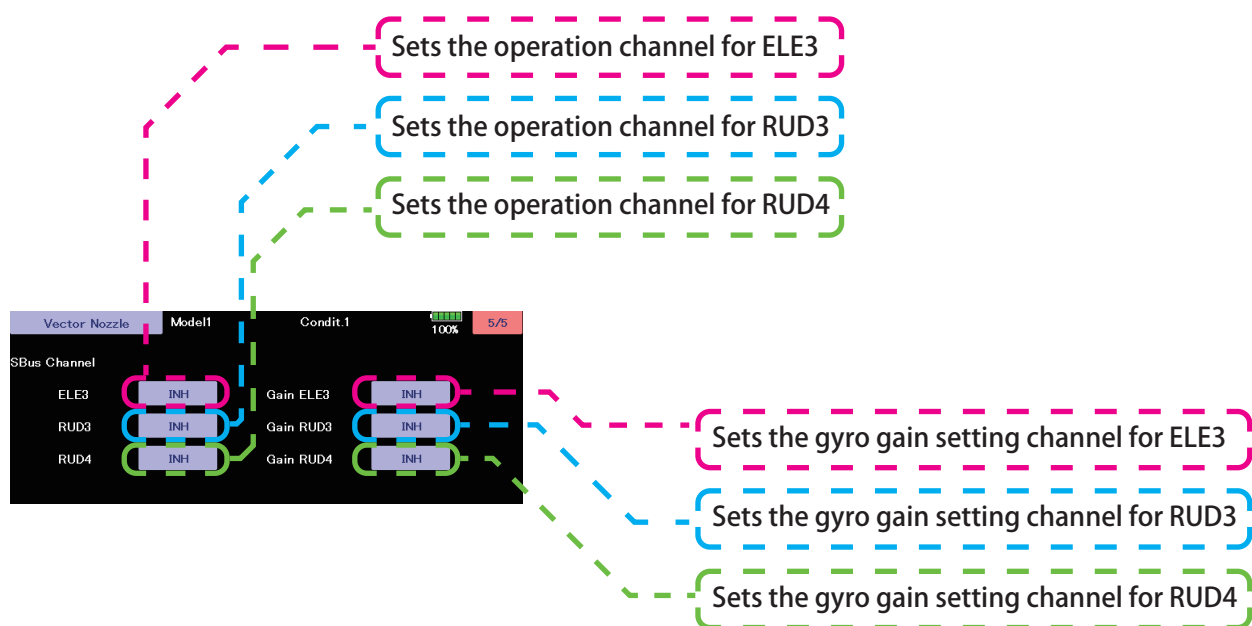 Sets the operation channel for ELE3
Sets the operation channel for RUD3
Sets the operation channel for RUD4
Vector Nozzle Model1 Condit.1 100% 5/5
SBus Channel
ELE3 INH Gain ELE3 INH
RUD3 INH Gain RUD3 INH
RUD4 INH Gain RUD4 INH
Sets the gyro gain setting channel for ELE3
Sets the gyro gain setting channel for RUD3
Sets the gyro gain setting channel for RUD4